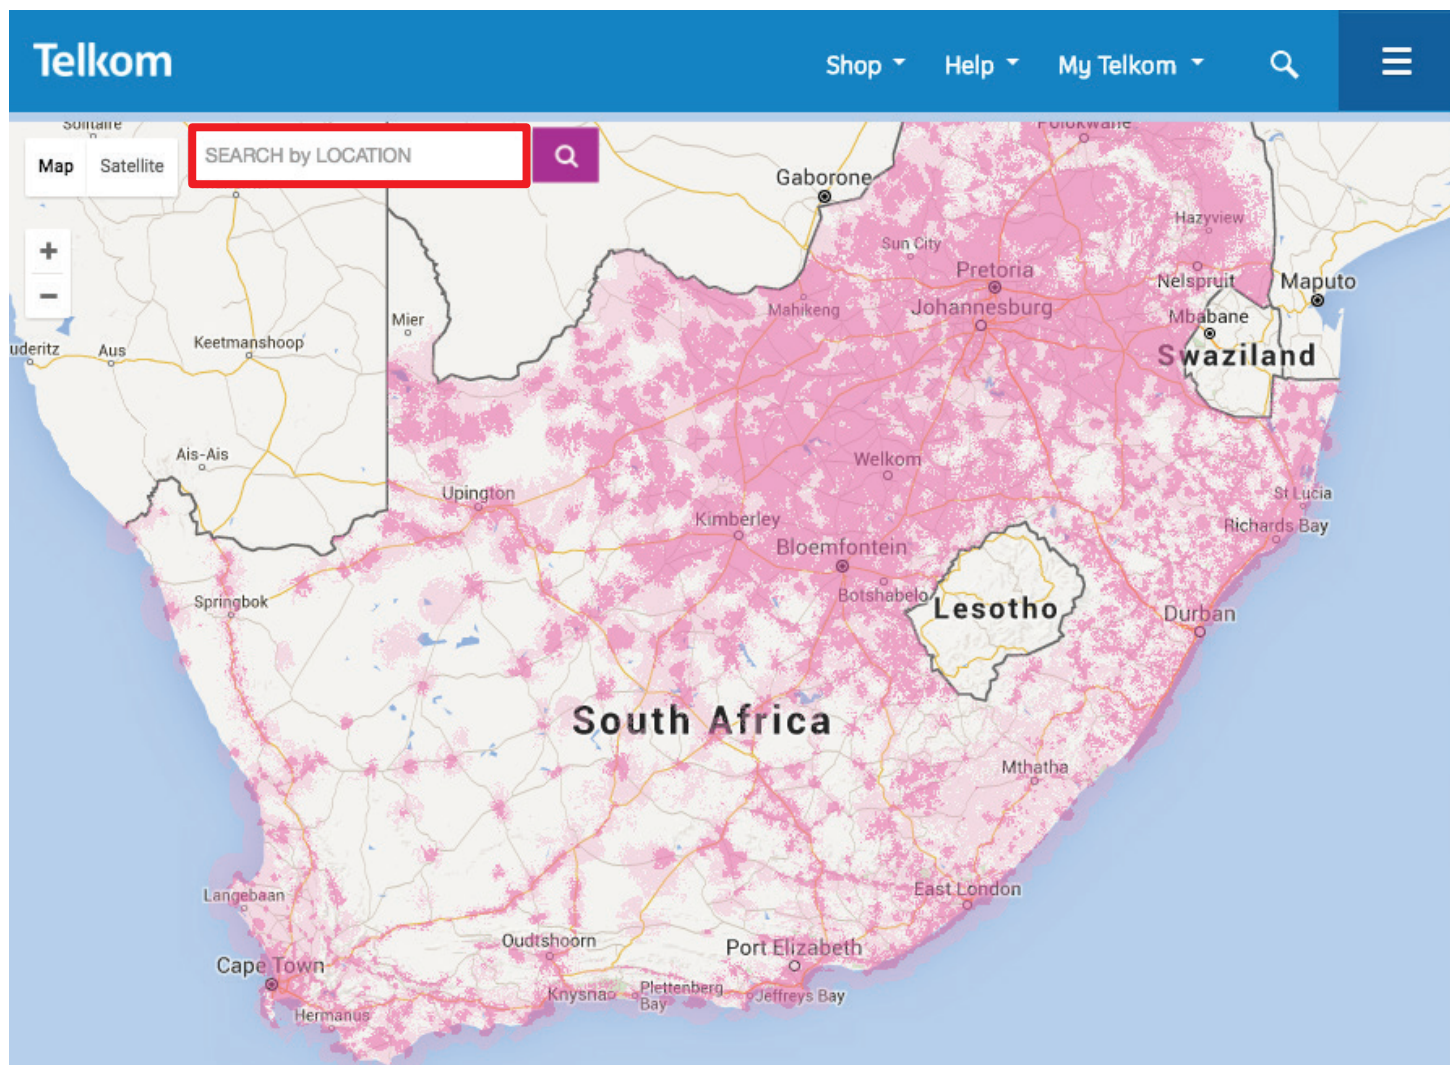 Telkom
Shop
Help
My Telkom
Solitaire
Polokwane
Map
Satellite
SEARCH by LOCATION
Gaborone
Hazyview
Sun City
Pretoria
Nelspruit
Maputo
Mahikeng
Johannesburg
Mbabane
Mier
Keetmanshoop
uderitz
Aus
Swaziland
Ais-Ais
Welkom
Upington
St Lucia
Kimberley
Richards Bay
Bloemfontein
Botshabelo
Springbok
Lesotho
Durban
South Africa
Mthatha
Langebaan
East London
Oudtshoorn
Port Elizabeth
Cape Town
Knysna
Plettenberg
Bay
Jeffreys Bay
Hermanus